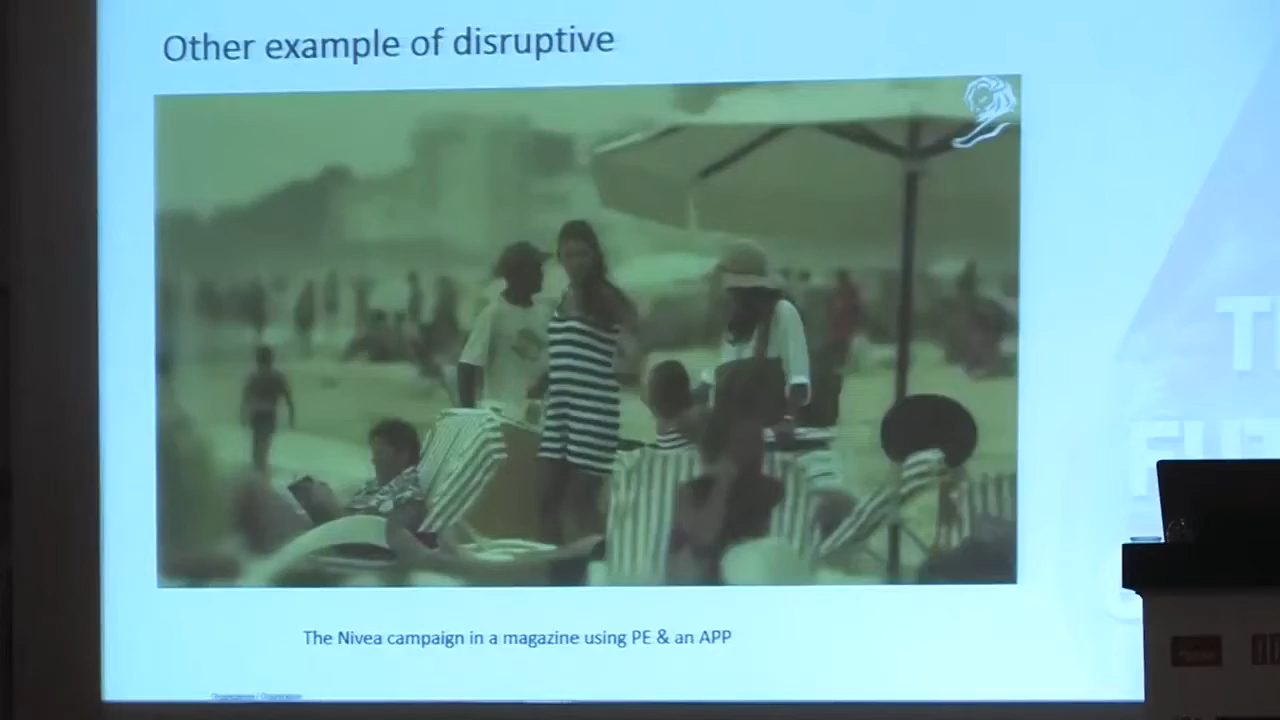 Other example of disruptive
The Nivea campaign in a magazine using PE & an APP